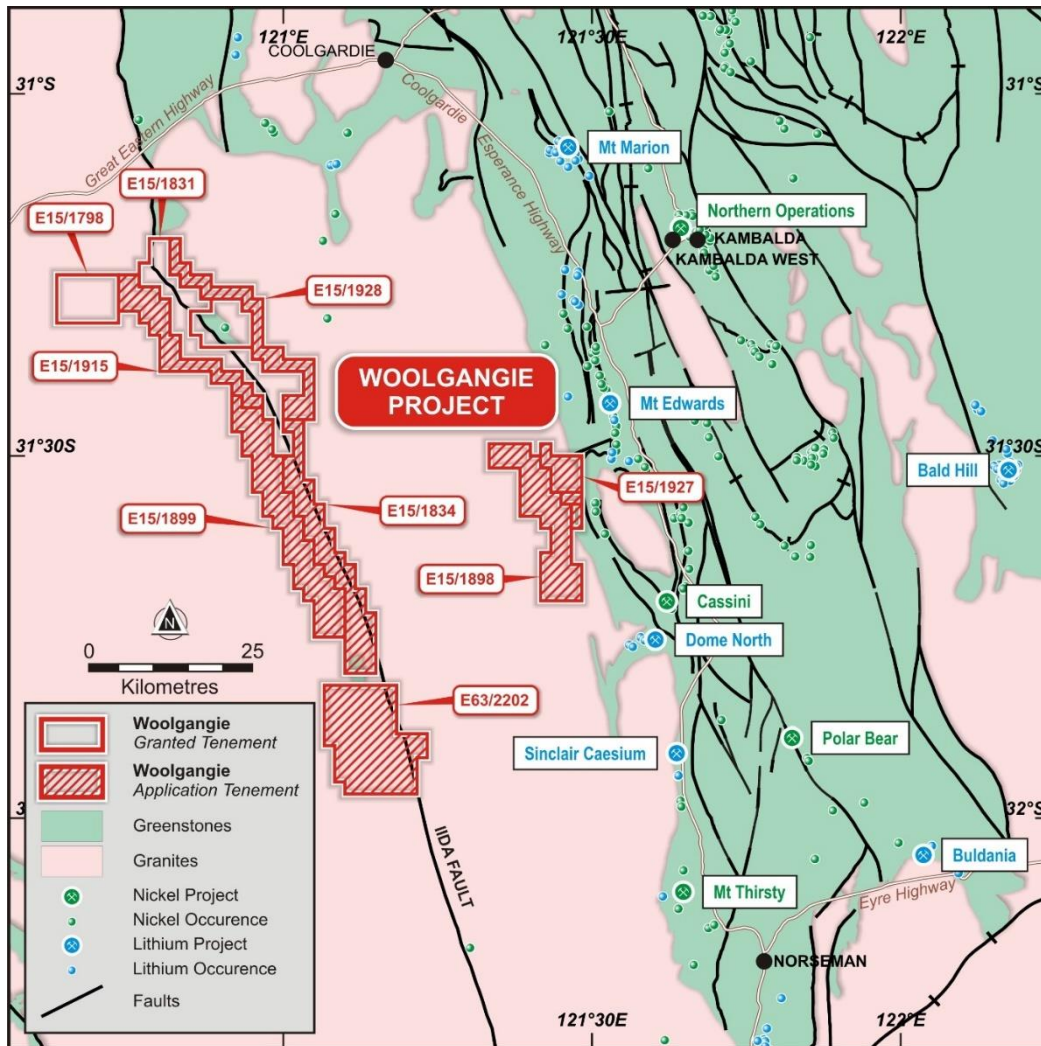 121°E
121°30E
122°E
COOLGARDIE
31°S
31°S
Great Eastern Highway
Coolgardie
Esperance Highway
Mt Marion
E15/1831
E15/1798
Northern Operations
KAMBALDA
KAMBALDA WEST
E15/1928
E15/1915
WOOLGANGIE
PROJECT
Mt Edwards
31°30S
31°30S
Bald Hill
E15/1927
E15/1834
E15/1899
E15/1898
Cassini
Dome North
N
0
25
Kilometres
E63/2202
Polar Bear
Sinclair Caesium
Woolgangie
Granted Tenement
Woolgangie
Application Tenement
Greenstones
Granites
Nickel Project
Nickel Occurence
Lithium Project
Lithium Occurence
Faults
3
32°S
IIDA FAULT
Buldania
Mt Thirsty
Eyre Highway
NORSEMAN
121°E
121°30E
122°E